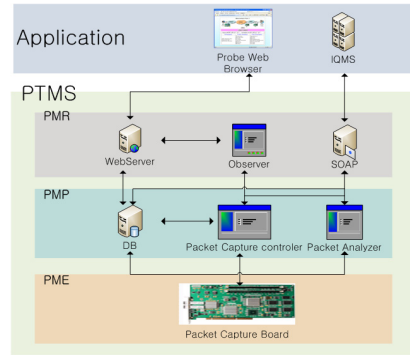 Application
Probe Web
Browser
IQMS
PTMS
PMR
WebServer
Observer
SOAP
PMP
DB
Packet Capture controler
Packet Analyzer
PME
Packet Capture Board